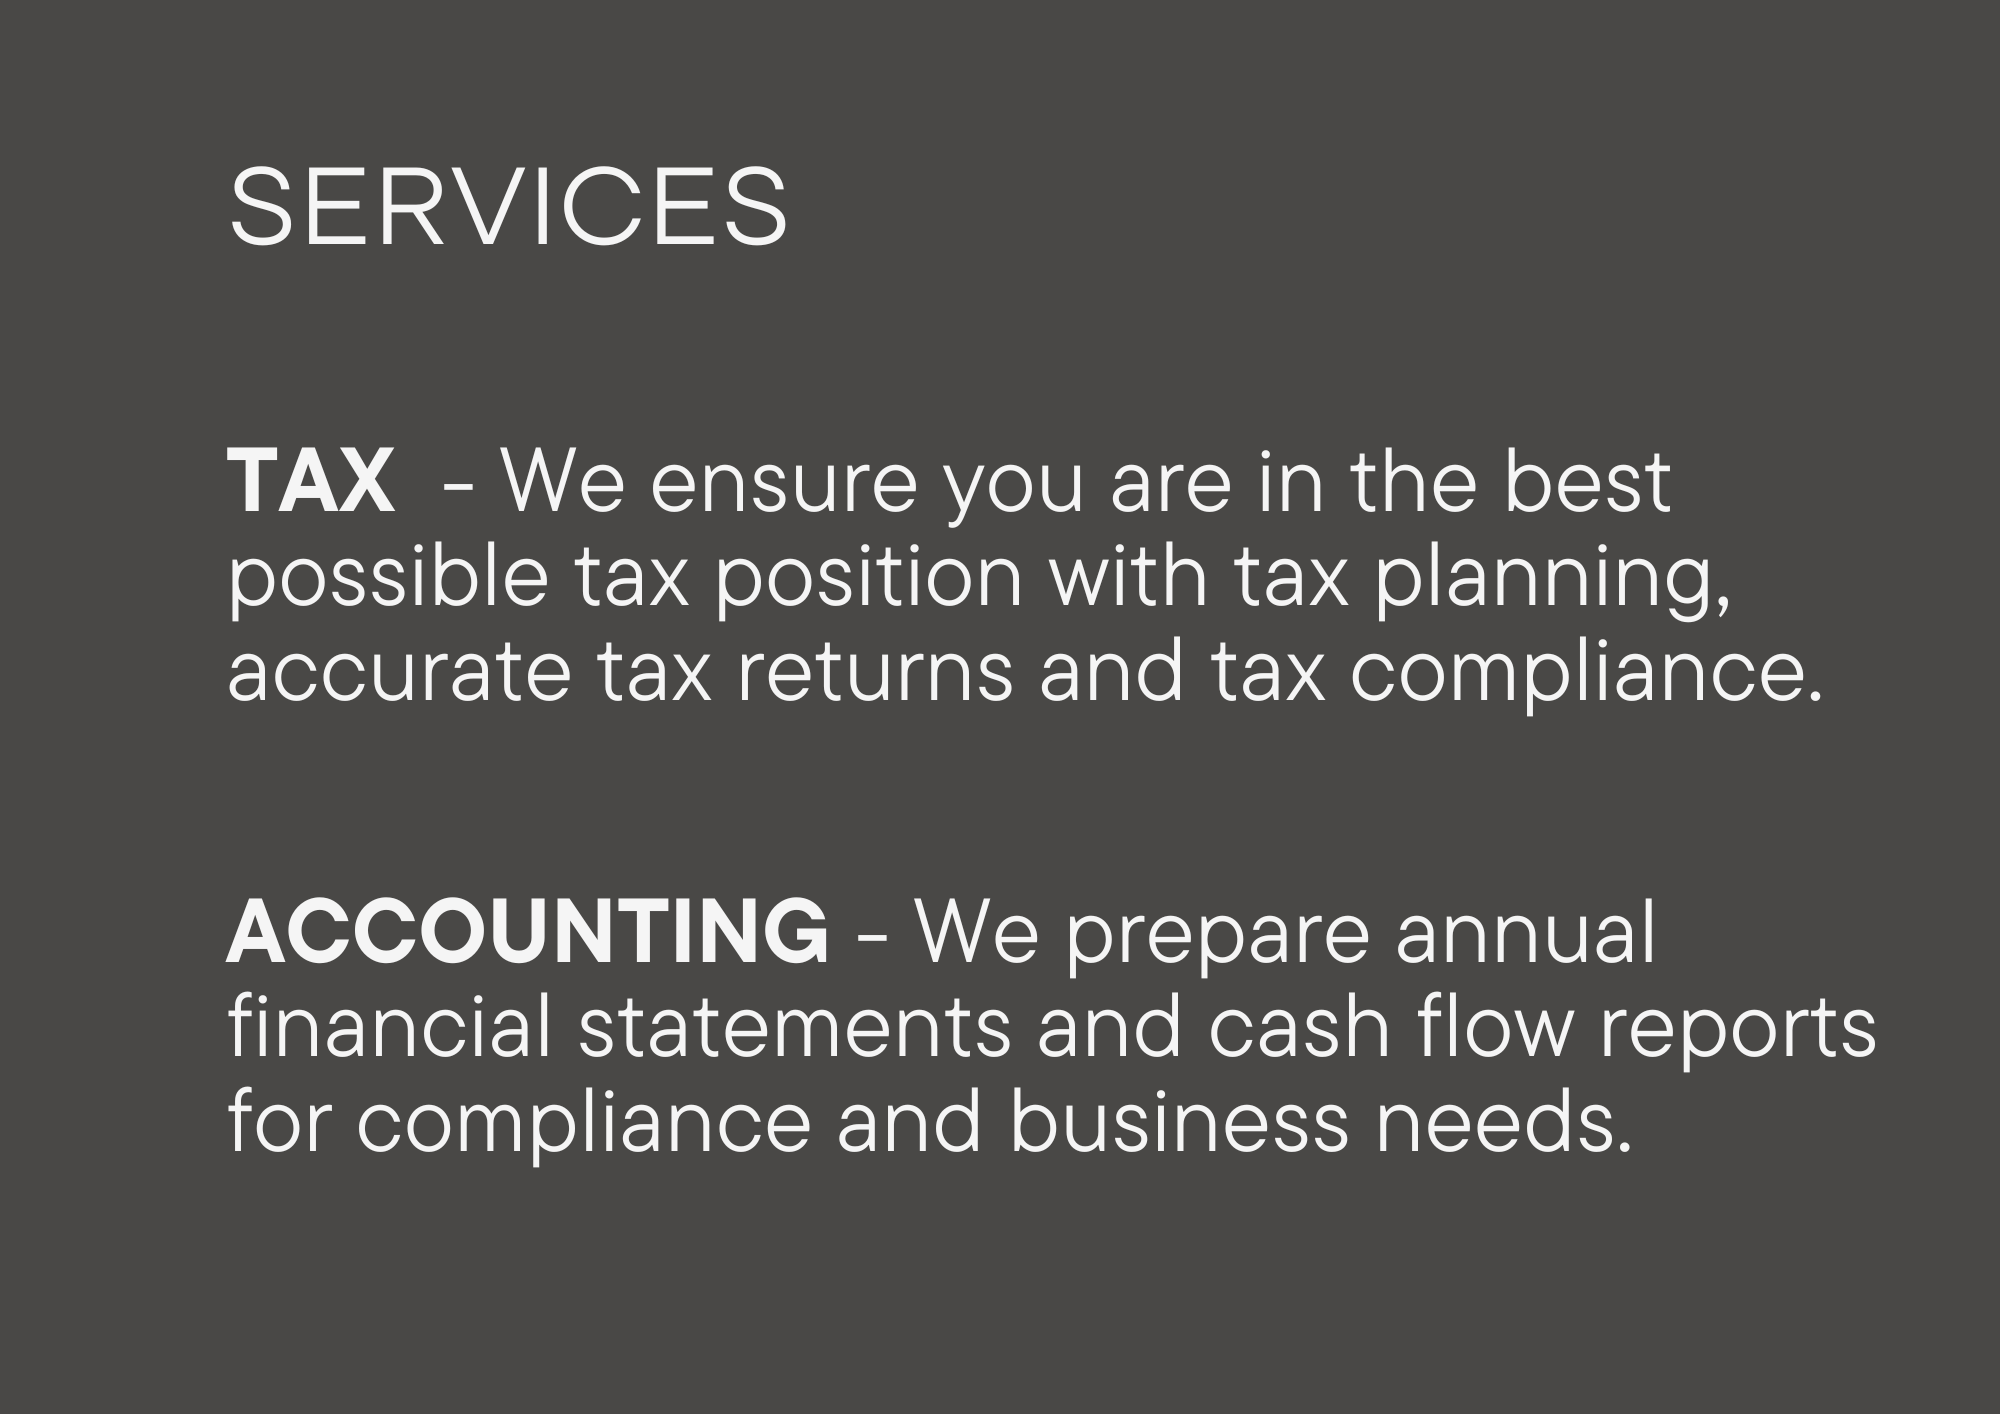 SERVICES
TAX  - We ensure you are in the best
possible tax position with tax planning,
accurate tax returns and tax compliance.
ACCOUNTING - We prepare annual
financial statements and cash flow reports
for compliance and business needs.